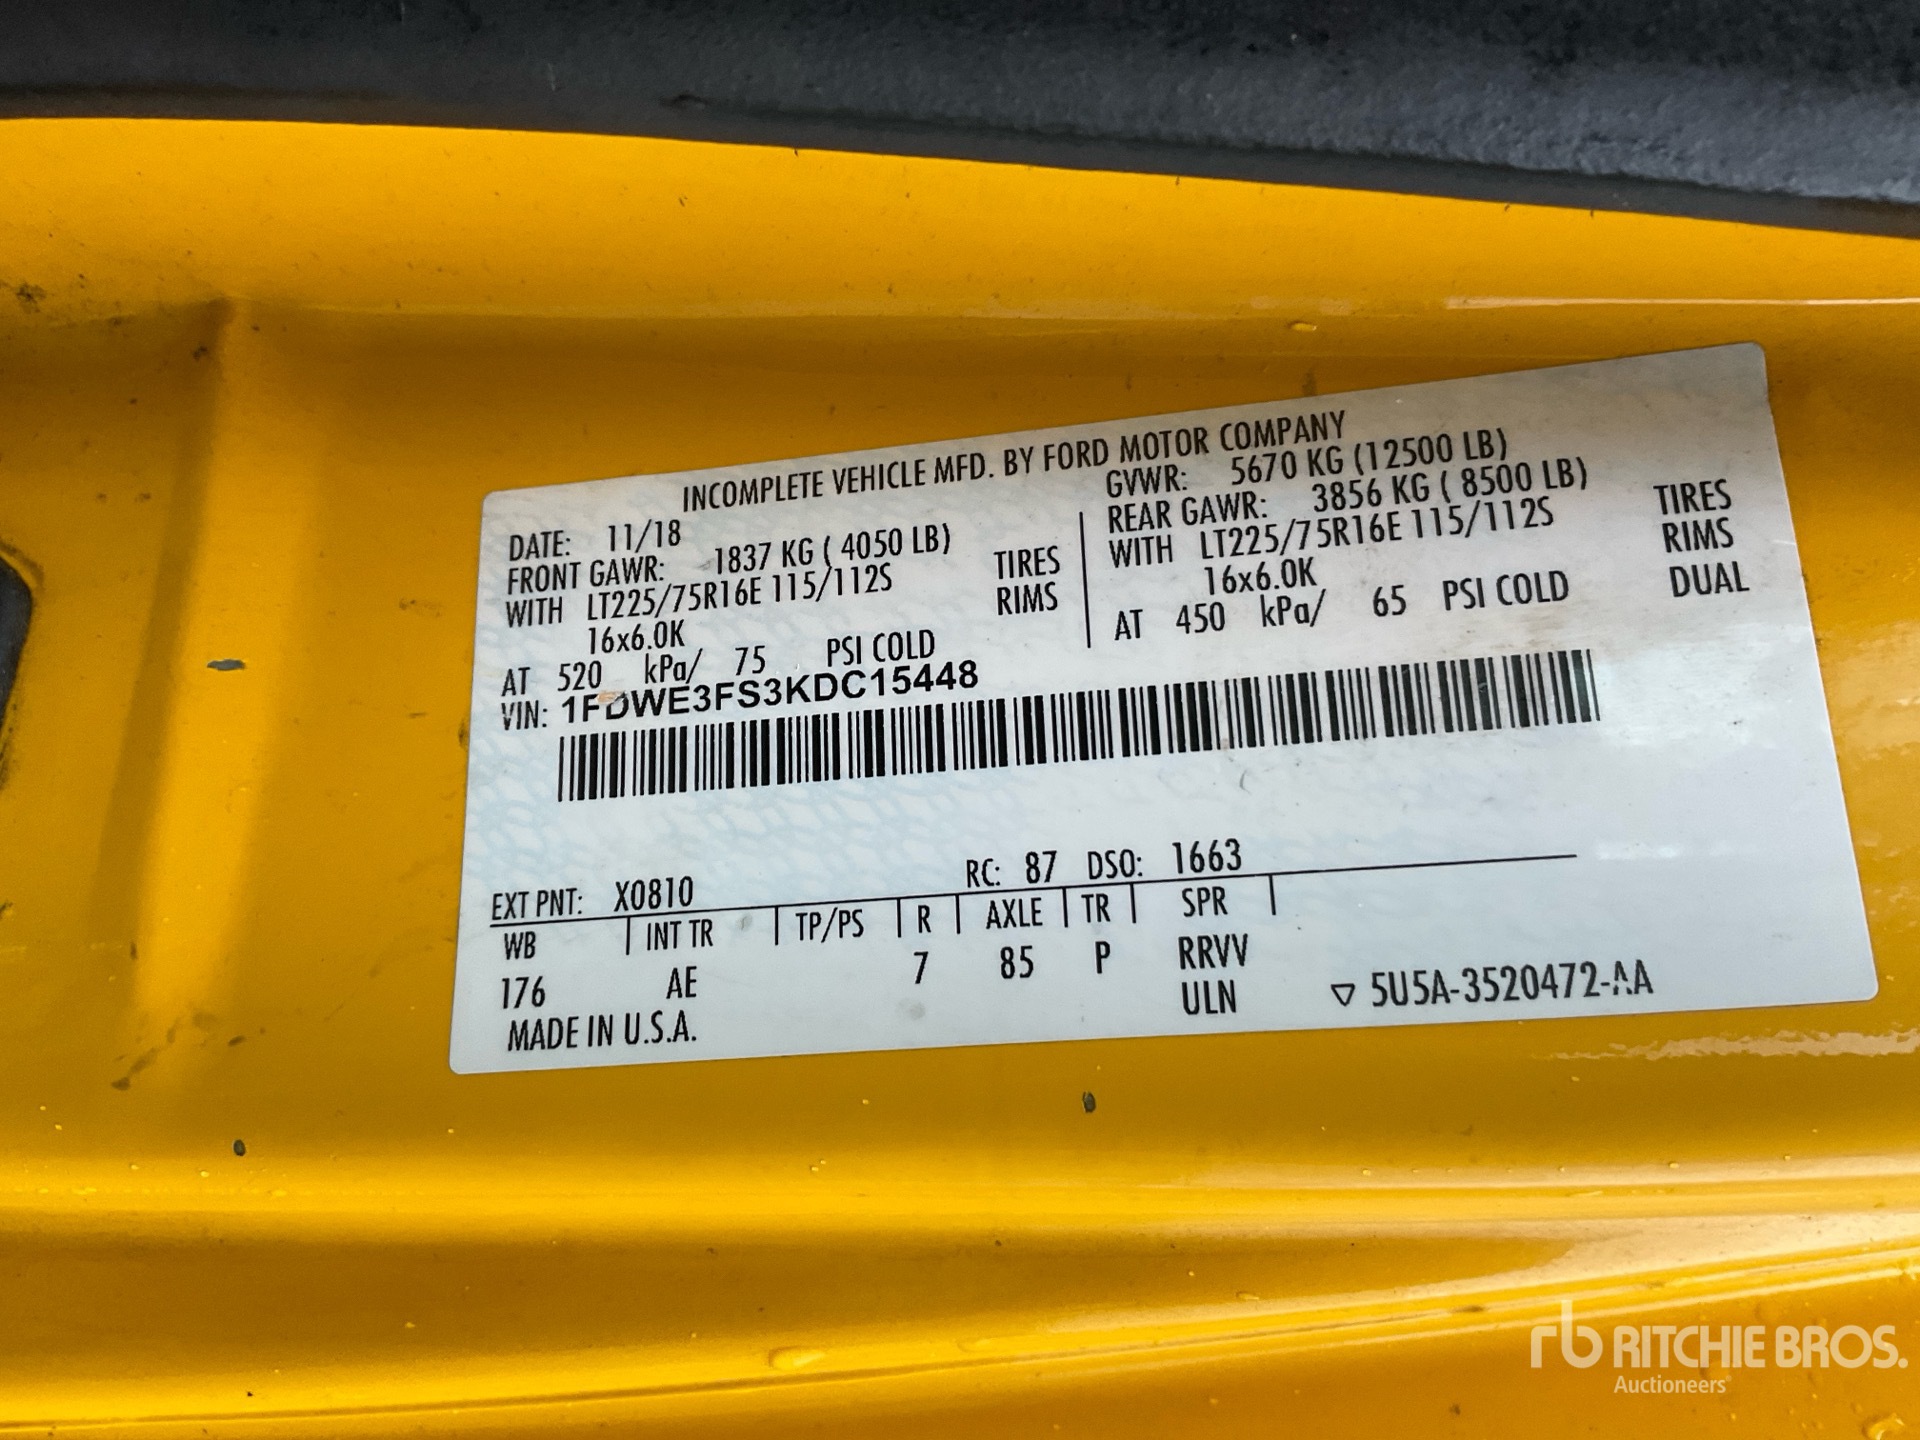 INCOMPLETE VEHICLE MFD. BY FORD MOTOR COMPANY
DATE: 11/18
FRONT GAWR: 1837 KG ( 4050 LB)
WITH LT225/75R16E 115/112S TIRES
16x6.0K RIMS
AT 520 kPa/ 75 PSI COLD
GVWR: 5670 KG (12500 LB)
REAR GAWR: 3856 KG ( 8500 LB)
WITH LT225/75R16E 115/112S TIRES
16x6.0K RIMS
AT 450 kPa/ 65 PSI COLD DUAL
VIN: 1FDWE3FS3KDC15448
EXT PNT: X0810 RC: 87 DSO: 1663
WB INT TR TP/PS R AXLE TR SPR
176 AE 7 85 P RRVV
ULN
MADE IN U.S.A. ▽ 5U5A-3520472-AA
rb RITCHIE BROS.
Auctioneers